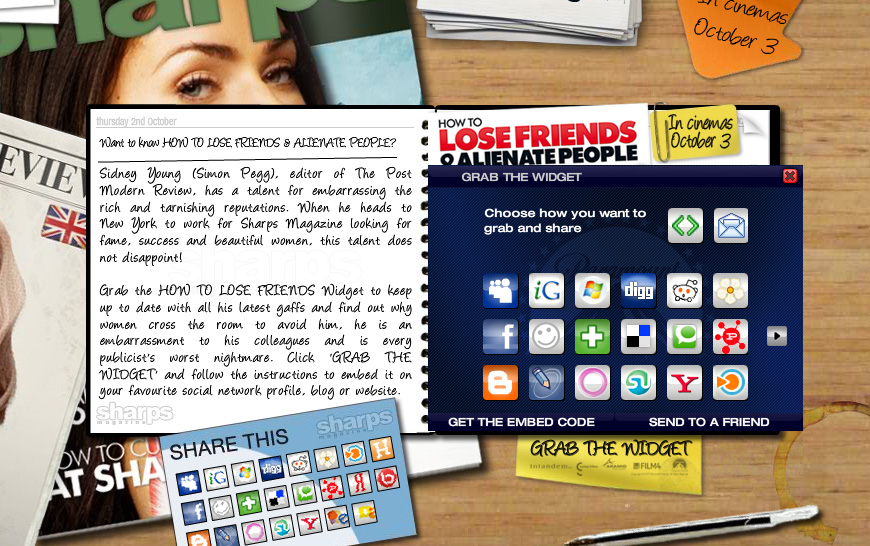 sharps
In cinemas
October 3
thursday 2nd October
Want to know HOW TO LOSE FRIENDS & ALIENATE PEOPLE?
Sidney Young (Simon Pegg), editor of The Post
Modern Review, has a talent for embarrassing the
rich and tarnishing reputations. When he heads to
New York to work for Sharps Magazine looking for
fame, success and beautiful women, this talent does
not disappoint!
Grab the HOW TO LOSE FRIENDS Widget to keep
up to date with all his latest gaffs and find out why
women cross the room to avoid him, he is an
embarrassment to his colleagues and is every
publicist's worst nightmare. Click 'GRAB THE
WIDGET' and follow the instructions to embed it on
your favourite social network profile, blog or website.
sharps
magazine
HOW TO
LOSE FRIENDS
& ALIENATE PEOPLE
In cinemas
October 3
GRAB THE WIDGET
Choose how you want to
grab and share
iG
digg
GET THE EMBED CODE
SEND TO A FRIEND
GRAB THE WIDGET
FILM4
SHARE THIS
sharps
magazine
iG
digg
EVIEW
HOW TO CU
AT SHA